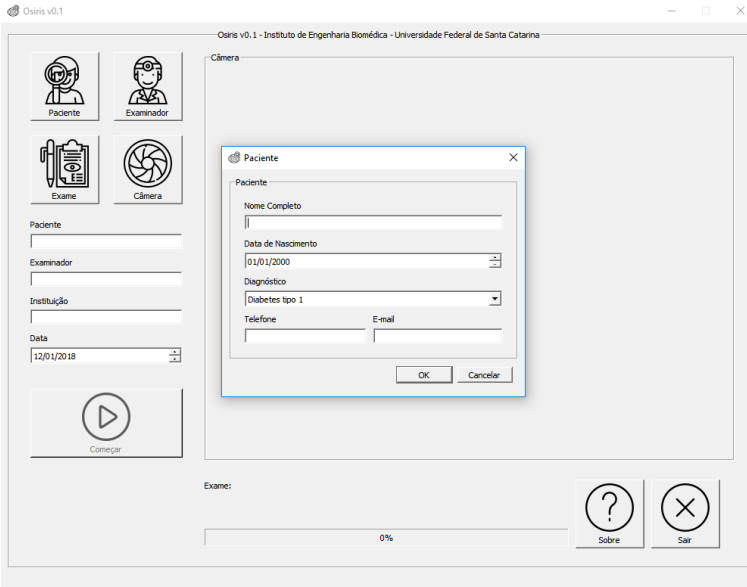 Osiris v0.1
Osiris v0.1 - Instituto de Engenharia Biomédica - Universidade Federal de Santa Catarina
Paciente
Examinador
Exame
Câmera
Paciente
Examinador
Instituição
Data
12/01/2018
Começar
Câmera
Paciente
Paciente
Nome Completo
Data de Nascimento
01/01/2000
Diagnóstico
Diabetes tipo 1
Telefone E-mail
OK Cancelar
Exame:
0%
Sobre
Sair